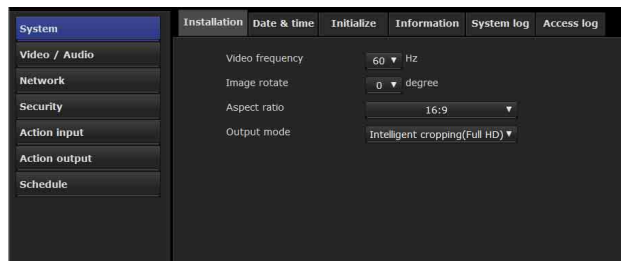 System
Video / Audio
Network
Security
Action input
Action output
Schedule
Installation Date & time Initialize Information System log Access log
Video frequency 60 ▼ Hz
Image rotate 0 ▼ degree
Aspect ratio 16:9 ▼
Output mode Intelligent cropping(Full HD) ▼